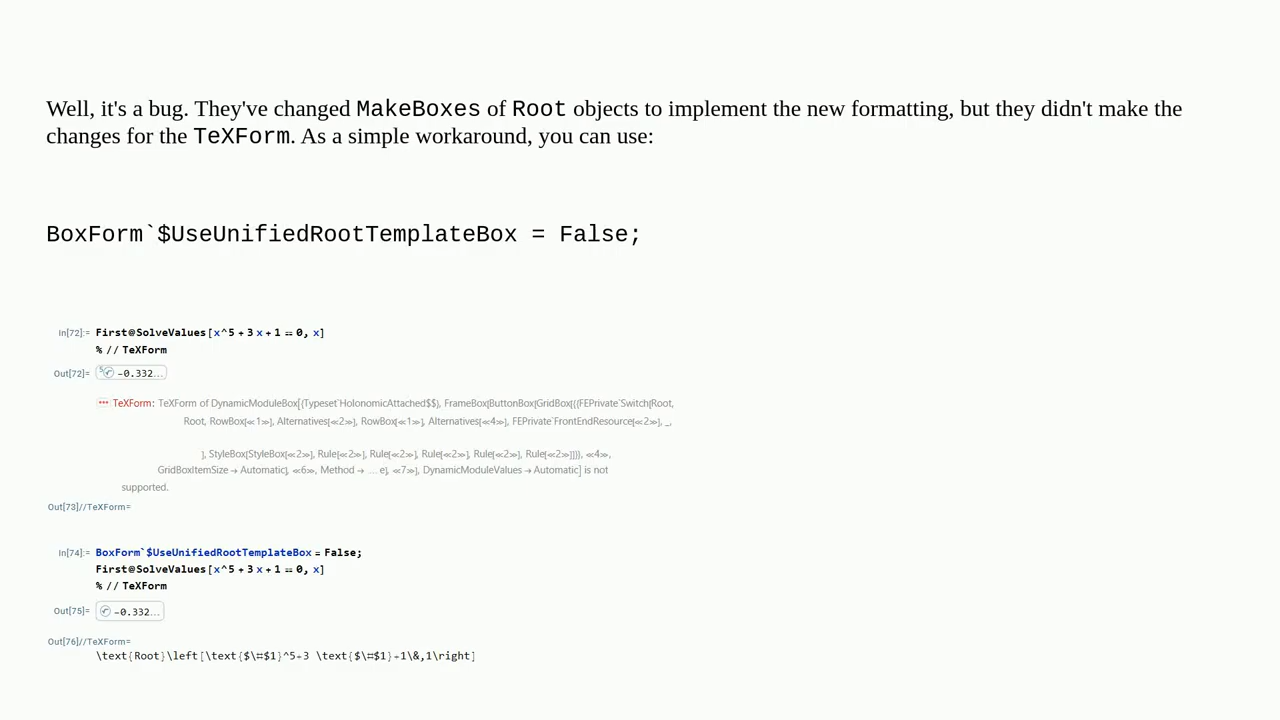 Well, it's a bug. They've changed MakeBoxes of Root objects to implement the new formatting, but they didn't make the
changes for the TeXForm. As a simple workaround, you can use:
BoxForm`$UseUnifiedRootTemplateBox = False;
In[72]:= First@SolveValues[x^5 + 3 x + 1 == 0, x]
% // TeXForm
Out[72]= 5 √ -0.332...
*** TeXForm: TeXForm of DynamicModuleBox[{Typeset`HolonomicAttached$$}, FrameBox[ButtonBox[GridBox[{{FEPrivate`Switch[Root,
Root, RowBox[≪1≫], Alternatives[≪2≫], RowBox[≪1≫], Alternatives[≪4≫], FEPrivate`FrontEndResource[≪2≫], _,
], StyleBox[StyleBox[≪2≫], Rule[≪2≫], Rule[≪2≫], Rule[≪2≫], Rule[≪2≫], Rule[≪2≫]]}}, ≪4≫,
GridBoxItemSize → Automatic], ≪6≫, Method → … e], ≪7≫], DynamicModuleValues → Automatic] is not
supported.
Out[73]//TeXForm=
In[74]:= BoxForm`$UseUnifiedRootTemplateBox = False;
First@SolveValues[x^5 + 3 x + 1 == 0, x]
% // TeXForm
Out[75]= √ -0.332...
Out[76]//TeXForm=
\text{Root}\left[\text{$\#$1}^5+3 \text{$\#$1}+1\&,1\right]